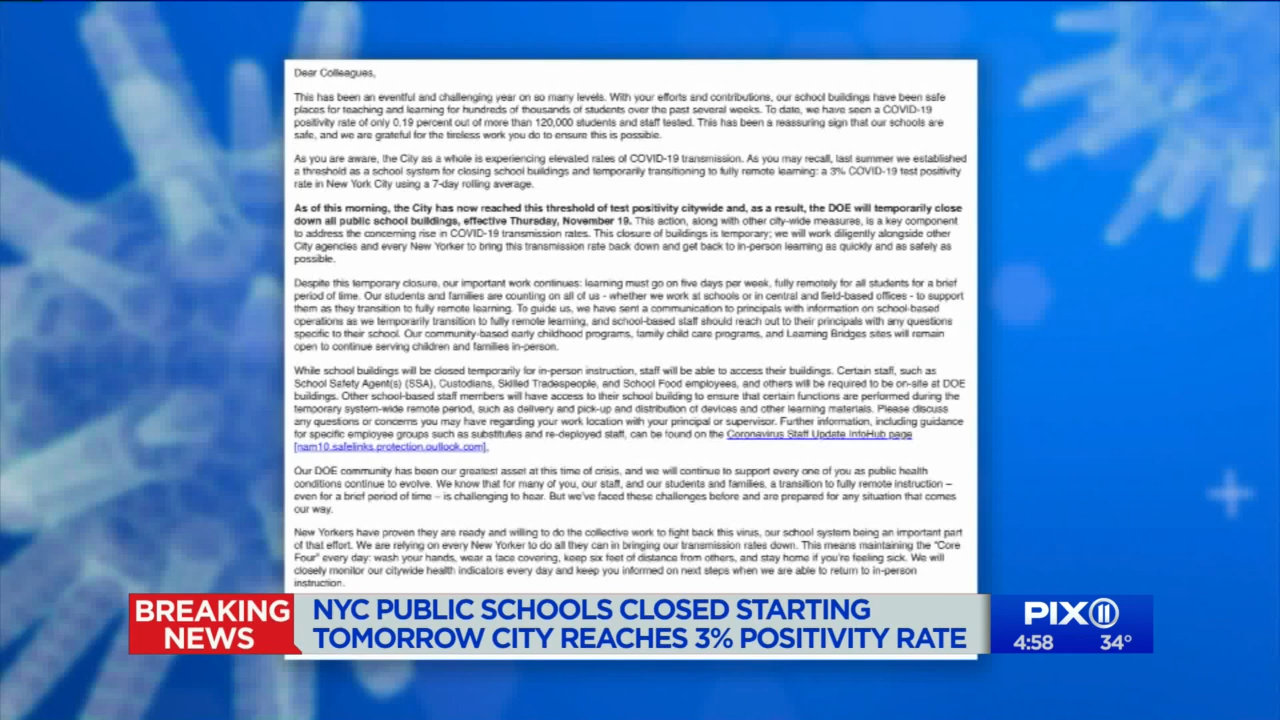 Dear Colleagues,
This has been an eventful and challenging year on so many levels. With your efforts and contributions, our school buildings have been safe
places for teaching and learning for hundreds of thousands of students over the past several weeks. To date, we have seen a COVID-19
positivity rate of only 0.19 percent out of more than 120,000 students and staff tested. This has been a reassuring sign that our schools are
safe, and we are grateful for the tireless work you do to ensure this is possible.
As you are aware, the City as a whole is experiencing elevated rates of COVID-19 transmission. As you may recall, last summer we established
a threshold as a school system for closing school buildings and temporarily transitioning to fully remote learning: a 3% COVID-19 test positivity
rate in New York City using a 7-day rolling average.
As of this morning, the City has now reached this threshold of test positivity citywide and, as a result, the DOE will temporarily close
down all public school buildings, effective Thursday, November 19. This action, along with other city-wide measures, is a key component
to address the concerning rise in COVID-19 transmission rates. This closure of buildings is temporary; we will work diligently alongside other
City agencies and every New Yorker to bring this transmission rate back down and get back to in-person learning as quickly and as safely as
possible.
Despite this temporary closure, our important work continues: learning must go on five days per week, fully remotely for all students for a brief
period of time. Our students and families are counting on all of us - whether we work at schools or in central and field-based offices - to support
them as they transition to fully remote learning. To guide us, we have sent a communication to principals with information on school-based
operations as we temporarily transition to fully remote learning, and school-based staff should reach out to their principals with any questions
specific to their school. Our community-based early childhood programs, family child care programs, and Learning Bridges sites will remain
open to continue serving children and families in-person.
While school buildings will be closed temporarily for in-person instruction, staff will be able to access their buildings. Certain staff, such as
School Safety Agent(s) (SSA), Custodians, Skilled Tradespeople, and School Food employees, and others will be required to be on-site at DOE
buildings. Other school-based staff members will have access to their school building to ensure that certain functions are performed during the
temporary system-wide remote period, such as delivery and pick-up and distribution of devices and other learning materials. Please discuss
any questions or concerns you may have regarding your work location with your principal or supervisor. Further information, including guidance
for specific employee groups such as substitutes and re-deployed staff, can be found on the Coronavirus Staff Update InfoHub page
[nam10.safelinks.protection.outlook.com].
Our DOE community has been our greatest asset at this time of crisis, and we will continue to support every one of you as public health
conditions continue to evolve. We know that for many of you, our staff, and our students and families, a transition to fully remote instruction –
even for a brief period of time – is challenging to hear. But we've faced these challenges before and are prepared for any situation that comes
our way.
New Yorkers have proven they are ready and willing to do the collective work to fight back this virus, our school system being an important part
of that effort. We are relying on every New Yorker to do all they can in bringing our transmission rates down. This means maintaining the "Core
Four" every day: wash your hands, wear a face covering, keep six feet of distance from others, and stay home if you're feeling sick. We will
closely monitor our citywide health indicators every day and keep you informed on next steps when we are able to return to in-person
instruction.
BREAKING
NEWS
NYC PUBLIC SCHOOLS CLOSED STARTING
TOMORROW CITY REACHES 3% POSITIVITY RATE
PIX 11
4:58 34°